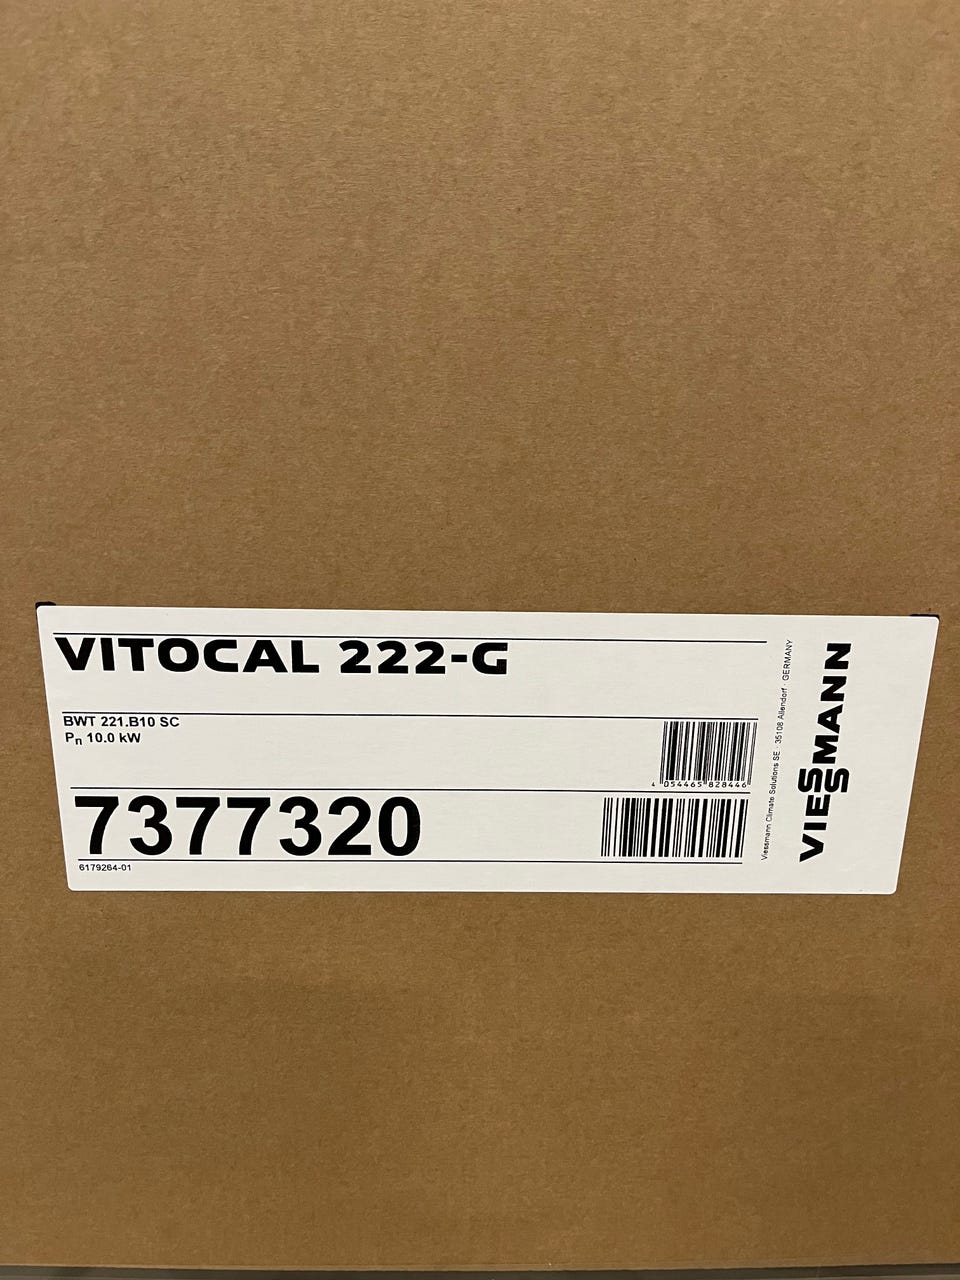 VITOCAL 222-G
BWT 221.B10 SC
Pn 10.0 kW
4 054465 828446
7377320
6179264-01
Viessmann Climate Solutions SE · 35108 Allendorf · GERMANY
VIESSMANN